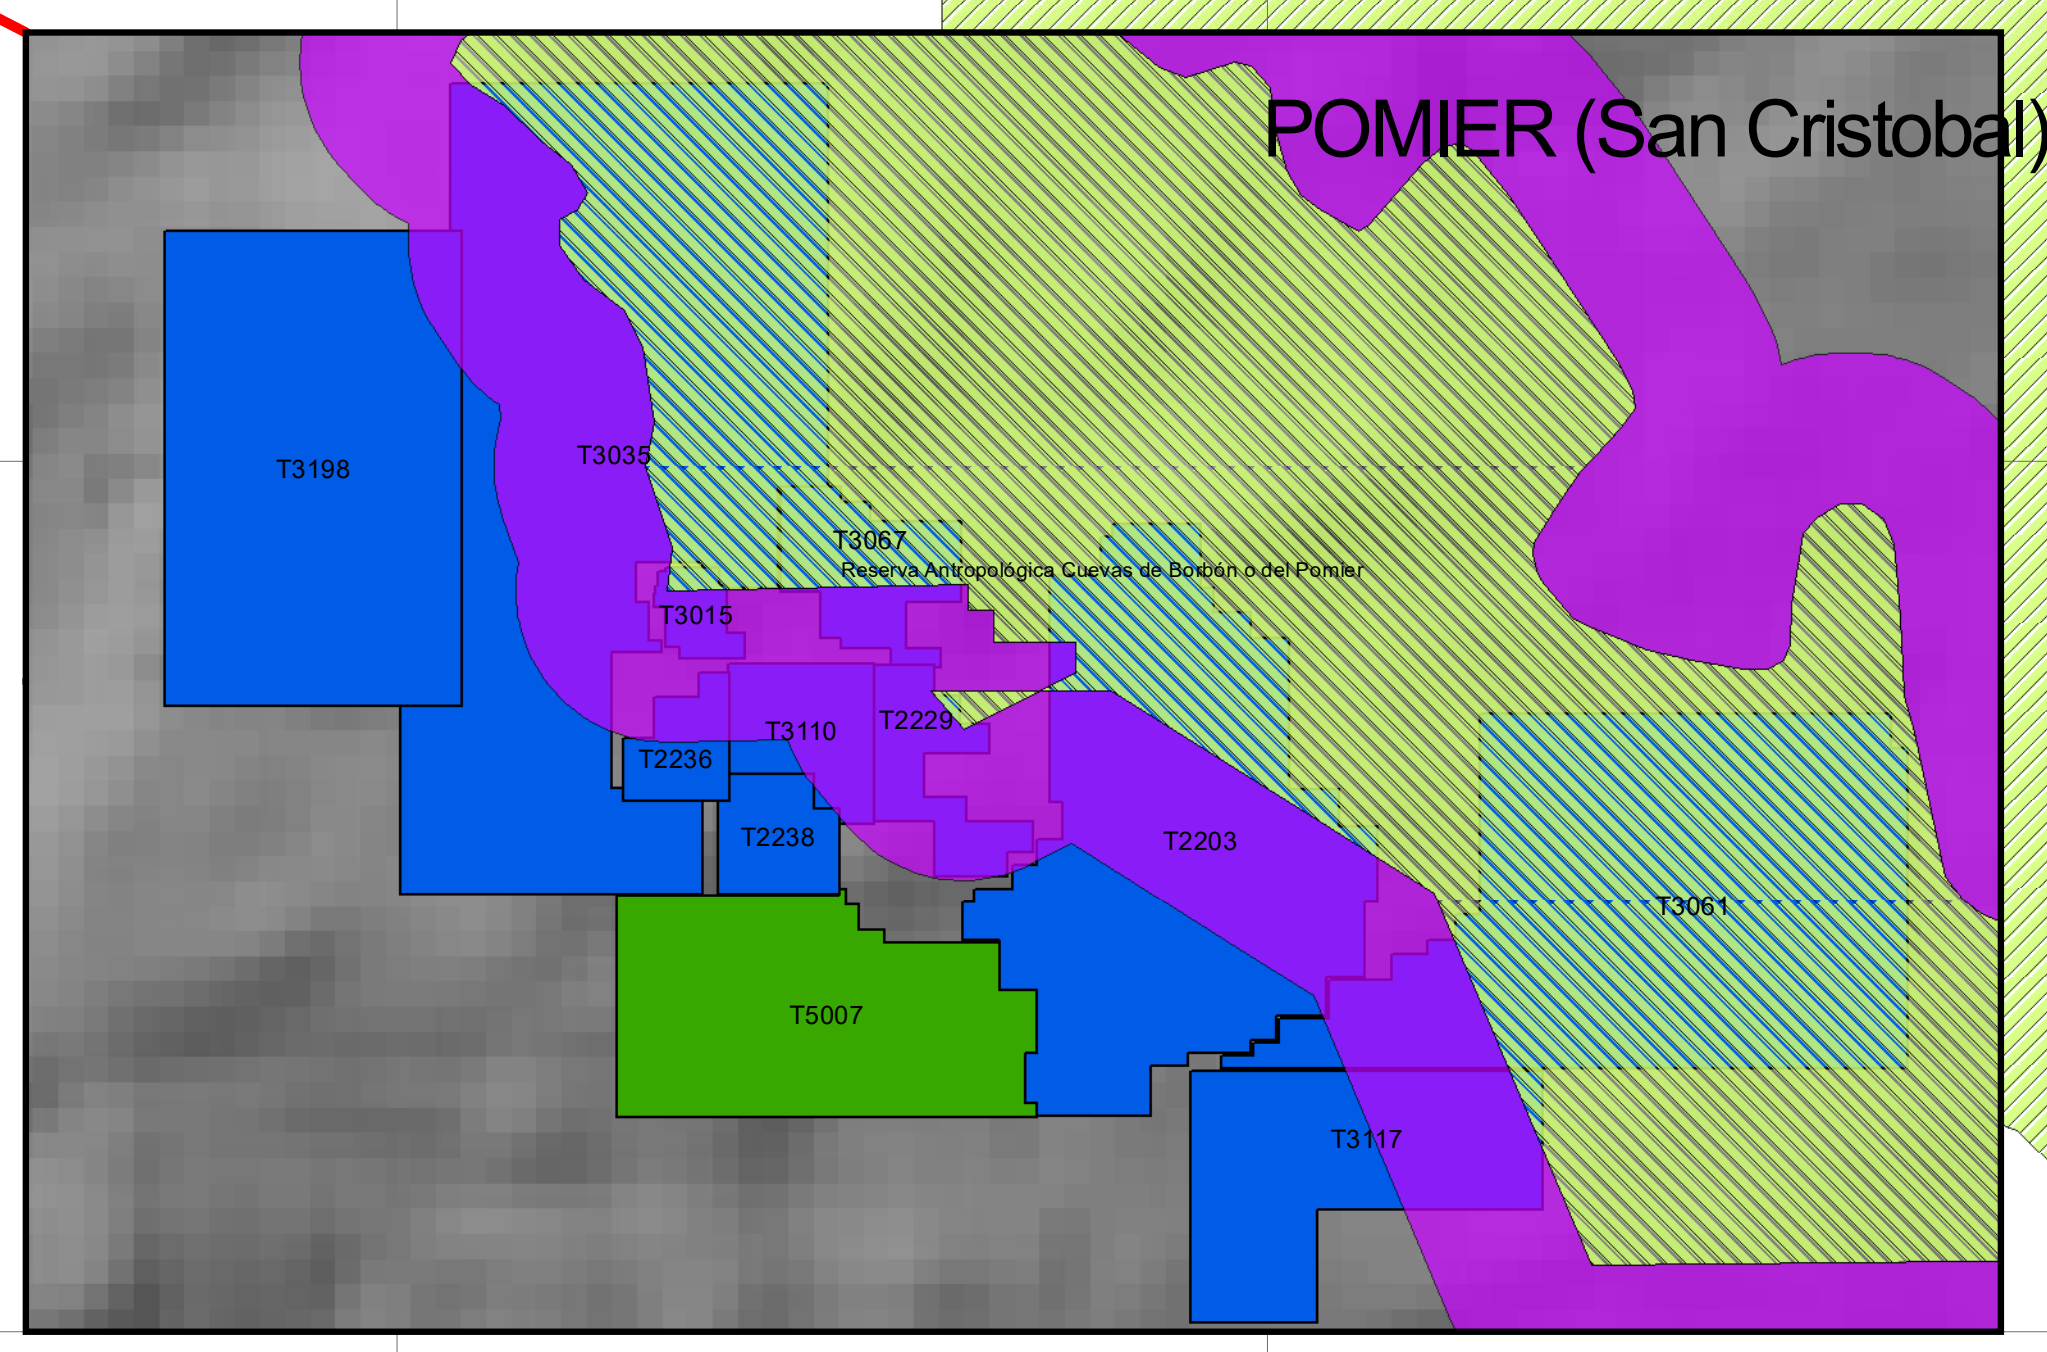 POMIER (San Cristobal)
T3035
T3198
T3067
Reserva Antropológica Cuevas de Borbón o del Pomier
T3015
T2229
T3110
T2236
T2238
T2203
T3061
T5007
T3117